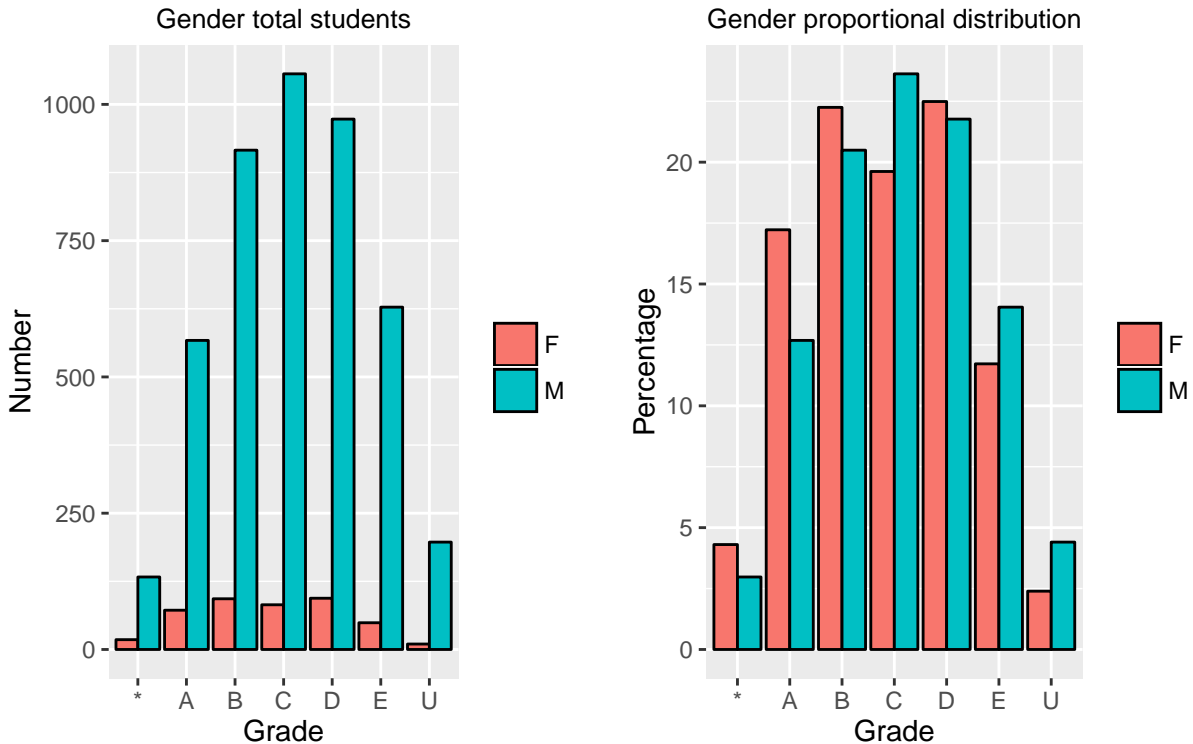 Gender total students
Number
1000
750
500
250
0
* A B C D E U
Grade
F
M
Gender proportional distribution
Percentage
20
15
10
5
0
* A B C D E U
Grade
F
M